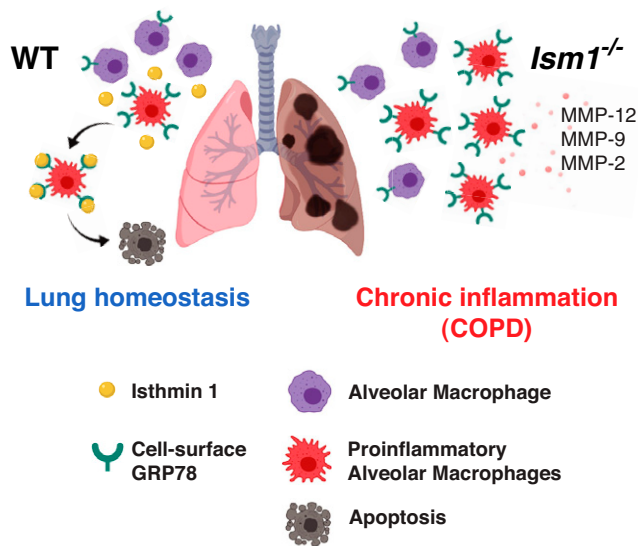 WT
Ism1-/-
MMP-12
MMP-9
MMP-2
Lung homeostasis
Chronic inflammation
(COPD)
Isthmin 1
Alveolar Macrophage
Cell-surface
GRP78
Proinflammatory
Alveolar Macrophages
Apoptosis